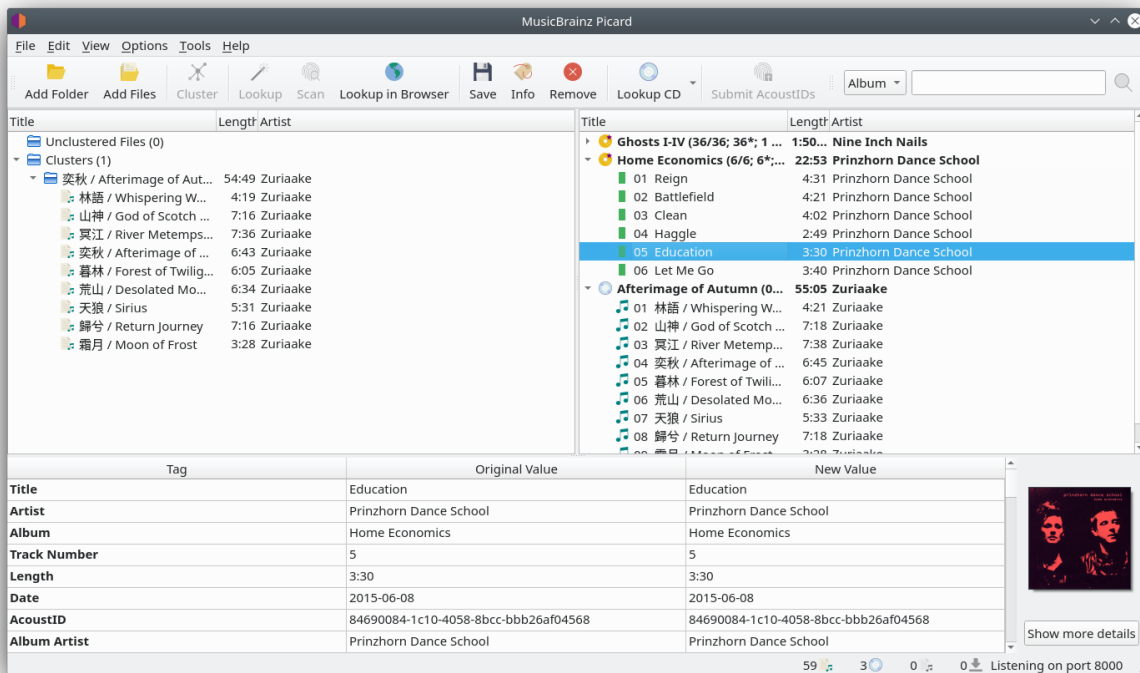 MusicBrainz Picard
File Edit View Options Tools Help
Add Folder Add Files Cluster Lookup Scan Lookup in Browser Save Info Remove Lookup CD Submit AcoustIDs Album
Title Length Artist
Unclustered Files (0)
Clusters (1)
奕秋 / Afterimage of Aut... 54:49 Zuriaake
林語 / Whispering W... 4:19 Zuriaake
山神 / God of Scotch ... 7:16 Zuriaake
冥江 / River Metemps... 7:36 Zuriaake
奕秋 / Afterimage of ... 6:43 Zuriaake
暮林 / Forest of Twilig... 6:05 Zuriaake
荒山 / Desolated Mo... 6:34 Zuriaake
天狼 / Sirius 5:31 Zuriaake
歸兮 / Return Journey 7:16 Zuriaake
霜月 / Moon of Frost 3:28 Zuriaake
Title Length Artist
Ghosts I-IV (36/36; 36*; 1 ... 1:50... Nine Inch Nails
Home Economics (6/6; 6*;... 22:53 Prinzhorn Dance School
01 Reign 4:31 Prinzhorn Dance School
02 Battlefield 4:21 Prinzhorn Dance School
03 Clean 4:02 Prinzhorn Dance School
04 Haggle 2:49 Prinzhorn Dance School
05 Education 3:30 Prinzhorn Dance School
06 Let Me Go 3:40 Prinzhorn Dance School
Afterimage of Autumn (0... 55:05 Zuriaake
01 林語 / Whispering W... 4:21 Zuriaake
02 山神 / God of Scotch ... 7:18 Zuriaake
03 冥江 / River Metemp... 7:38 Zuriaake
04 奕秋 / Afterimage of ... 6:45 Zuriaake
05 暮林 / Forest of Twili... 6:07 Zuriaake
06 荒山 / Desolated Mo... 6:36 Zuriaake
07 天狼 / Sirius 5:33 Zuriaake
08 歸兮 / Return Journey 7:18 Zuriaake
Tag Original Value New Value
Title Education Education
Artist Prinzhorn Dance School Prinzhorn Dance School
Album Home Economics Home Economics
Track Number 5 5
Length 3:30 3:30
Date 2015-06-08 2015-06-08
AcoustID 84690084-1c10-4058-8bcc-bbb26af04568 84690084-1c10-4058-8bcc-bbb26af04568
Album Artist Prinzhorn Dance School Prinzhorn Dance School
prinzhorn dance school
home economics
Show more details
59 3 0 0 Listening on port 8000